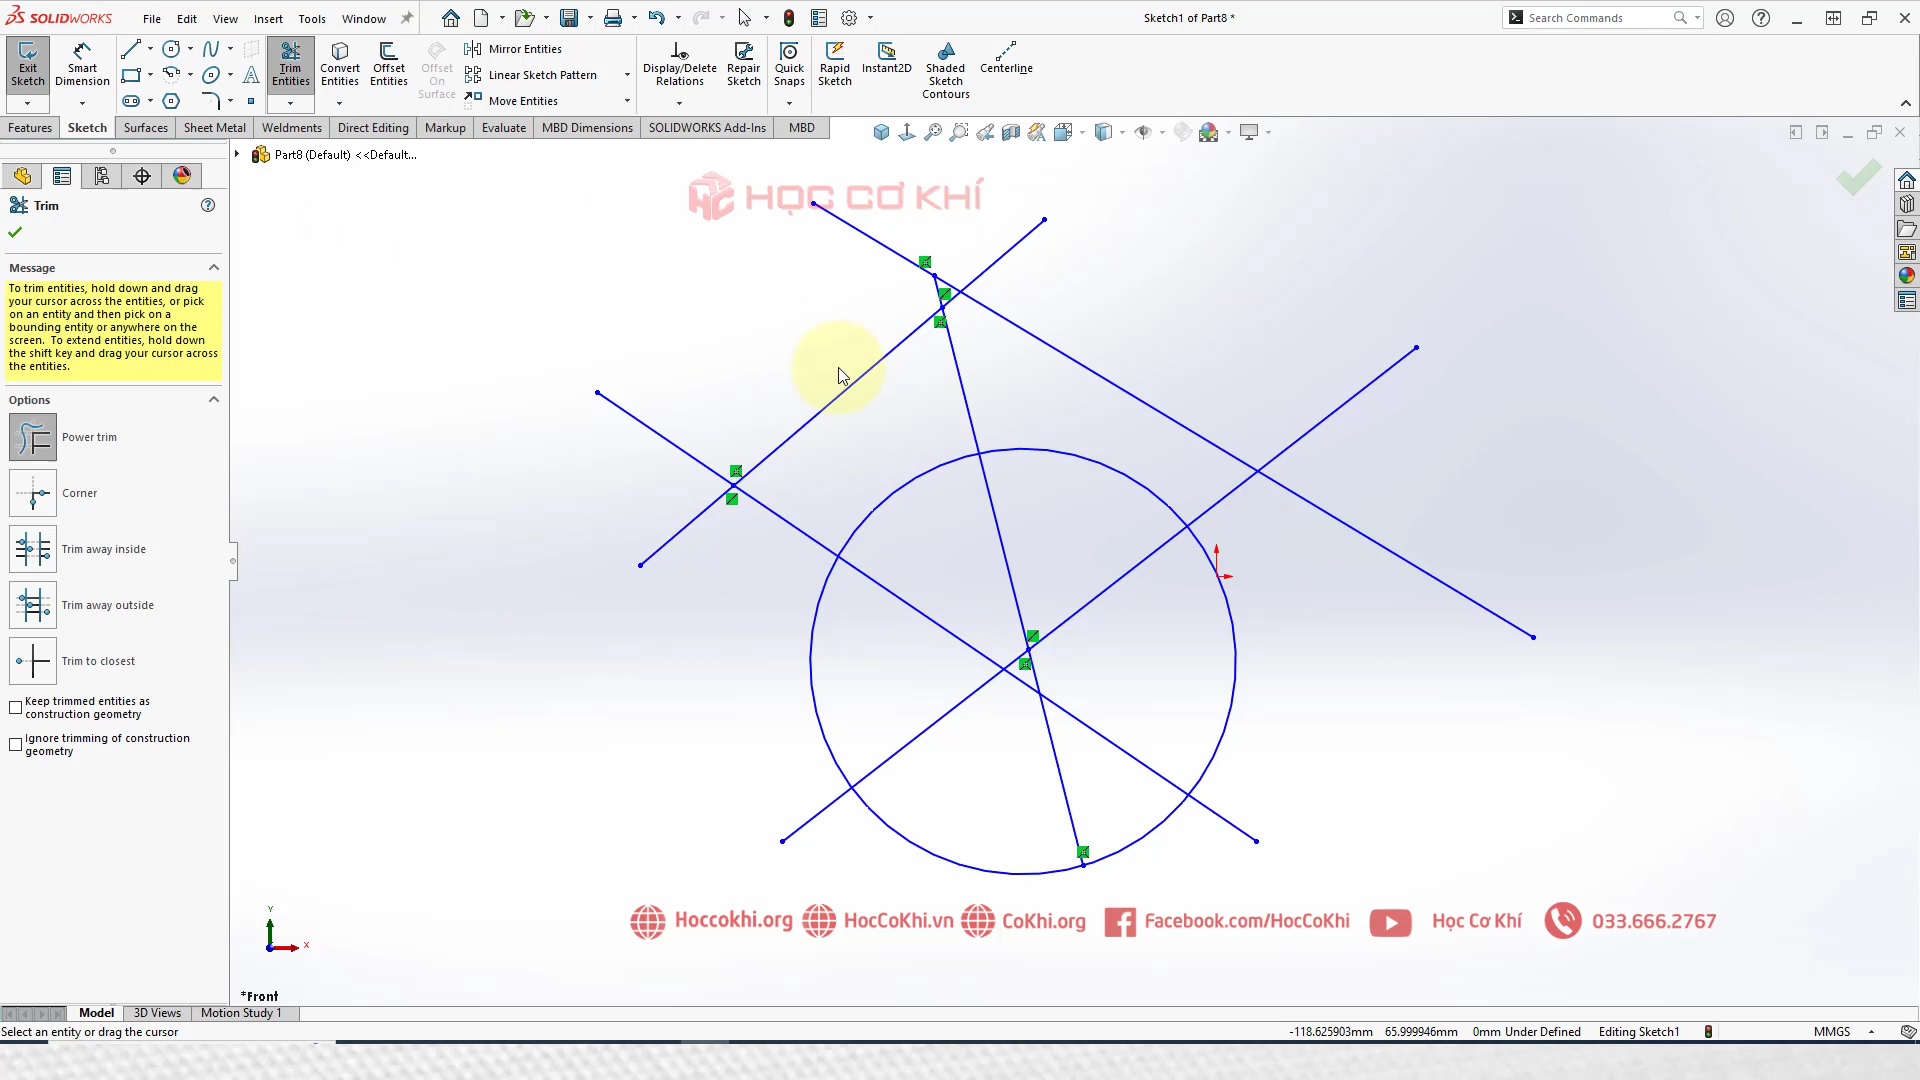 SOLIDWORKS File Edit View Insert Tools Window Sketch1 of Part8 * Search Commands
Exit Sketch Smart Dimension Trim Entities Convert Entities Offset Entities Offset On Surface Mirror Entities Linear Sketch Pattern Move Entities Display/Delete Relations Repair Sketch Quick Snaps Rapid Sketch Instant2D Shaded Sketch Contours Centerline
Features Sketch Surfaces Sheet Metal Weldments Direct Editing Markup Evaluate MBD Dimensions SOLIDWORKS Add-Ins MBD
Part8 (Default) <<Default...
HỌC CƠ KHÍ
Trim
Message
To trim entities, hold down and drag
your cursor across the entities, or pick
on an entity and then pick on a
bounding entity or anywhere on the
screen. To extend entities, hold down
the shift key and drag your cursor across
the entities.
Options
Power trim
Corner
Trim away inside
Trim away outside
Trim to closest
Keep trimmed entities as
construction geometry
Ignore trimming of construction
geometry
Hoccokhi.org HocCoKhi.vn CoKhi.org Facebook.com/HocCoKhi Học Cơ Khí 033.666.2767
Y
X
*Front
Model 3D Views Motion Study 1
Select an entity or drag the cursor -118.625903mm 65.999946mm 0mm Under Defined Editing Sketch1 MMGS